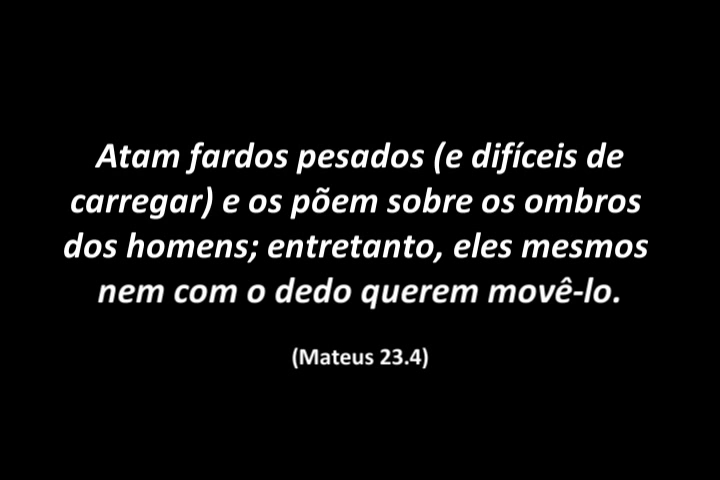 Atam fardos pesados (e difíceis de
carregar) e os põem sobre os ombros
dos homens; entretanto, eles mesmos
nem com o dedo querem movê-lo.
(Mateus 23.4)